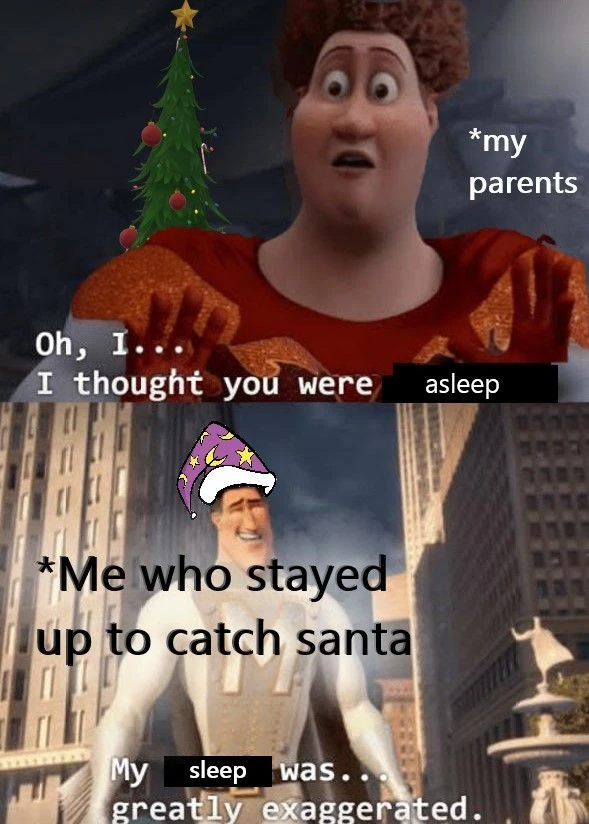 *my
parents
Oh, I...
I thought you were asleep
*Me who stayed
up to catch santa
My sleep was...
greatly exaggerated.